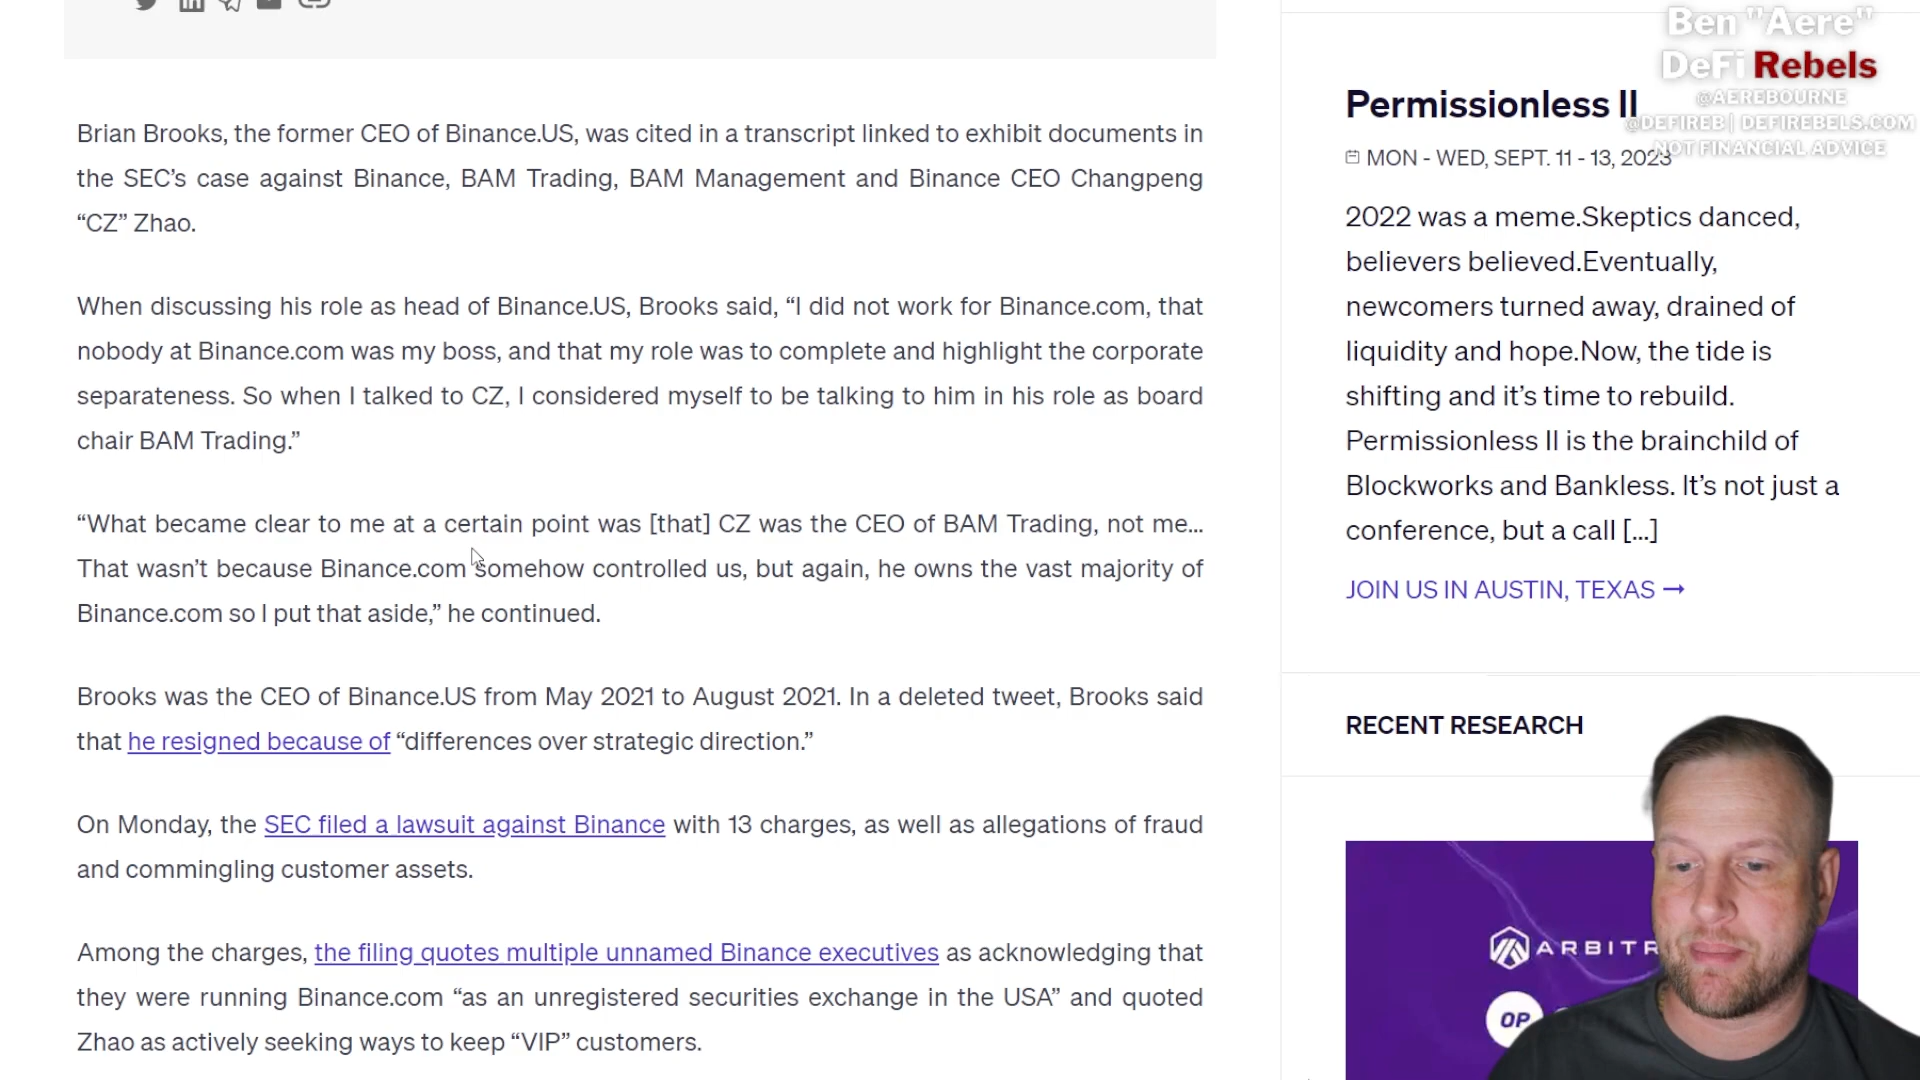 Brian Brooks, the former CEO of Binance.US, was cited in a transcript linked to exhibit documents in
the SEC’s case against Binance, BAM Trading, BAM Management and Binance CEO Changpeng
“CZ” Zhao.
When discussing his role as head of Binance.US, Brooks said, “I did not work for Binance.com, that
nobody at Binance.com was my boss, and that my role was to complete and highlight the corporate
separateness. So when I talked to CZ, I considered myself to be talking to him in his role as board
chair BAM Trading.”
“What became clear to me at a certain point was [that] CZ was the CEO of BAM Trading, not me...
That wasn’t because Binance.com somehow controlled us, but again, he owns the vast majority of
Binance.com so I put that aside,” he continued.
Brooks was the CEO of Binance.US from May 2021 to August 2021. In a deleted tweet, Brooks said
that he resigned because of “differences over strategic direction.”
On Monday, the SEC filed a lawsuit against Binance with 13 charges, as well as allegations of fraud
and commingling customer assets.
Among the charges, the filing quotes multiple unnamed Binance executives as acknowledging that
they were running Binance.com “as an unregistered securities exchange in the USA” and quoted
Zhao as actively seeking ways to keep “VIP” customers.
Ben "Aere"
DeFi Rebels
@AEREBOURNE
@DEFIREB | DEFIREBELS.COM
NOT FINANCIAL ADVICE
Permissionless II
MON - WED, SEPT. 11 - 13, 2023
2022 was a meme.Skeptics danced,
believers believed.Eventually,
newcomers turned away, drained of
liquidity and hope.Now, the tide is
shifting and it’s time to rebuild.
Permissionless II is the brainchild of
Blockworks and Bankless. It’s not just a
conference, but a call [...]
JOIN US IN AUSTIN, TEXAS →
RECENT RESEARCH
ARBITR
OP